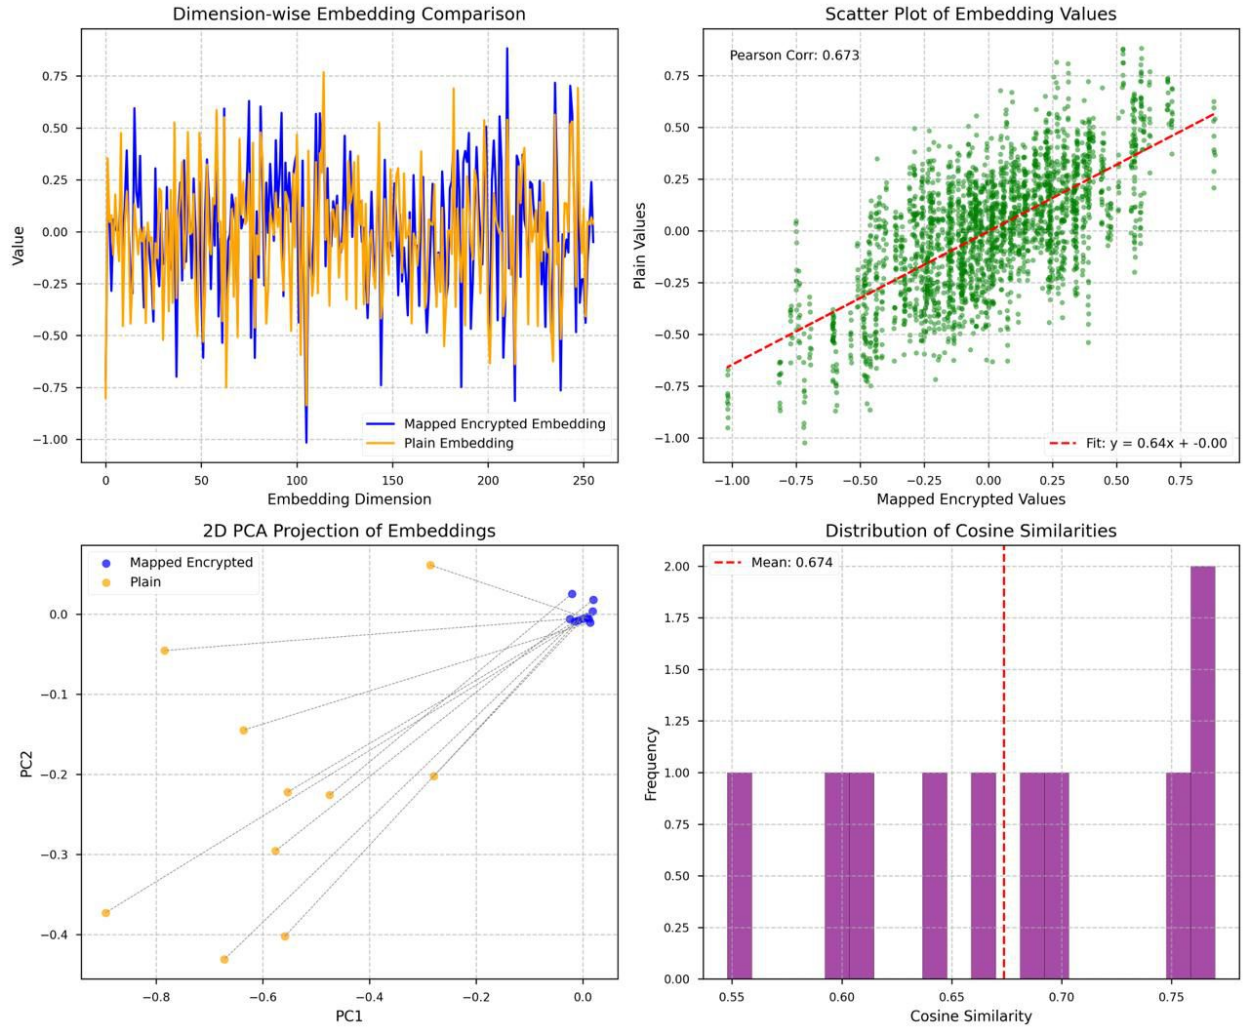 Dimension-wise Embedding Comparison
Value
0.75
0.50
0.25
0.00
−0.25
−0.50
−0.75
−1.00
Mapped Encrypted Embedding
Plain Embedding
0 50 100 150 200 250
Embedding Dimension
Scatter Plot of Embedding Values
Plain Values
Pearson Corr: 0.673
0.75
0.50
0.25
0.00
−0.25
−0.50
−0.75
−1.00
Fit: y = 0.64x + -0.00
−1.00 −0.75 −0.50 −0.25 0.00 0.25 0.50 0.75
Mapped Encrypted Values
2D PCA Projection of Embeddings
PC2
Mapped Encrypted
Plain
0.0
−0.1
−0.2
−0.3
−0.4
−0.8 −0.6 −0.4 −0.2 0.0
PC1
Distribution of Cosine Similarities
Frequency
Mean: 0.674
2.00
1.75
1.50
1.25
1.00
0.75
0.50
0.25
0.00
0.55 0.60 0.65 0.70 0.75
Cosine Similarity